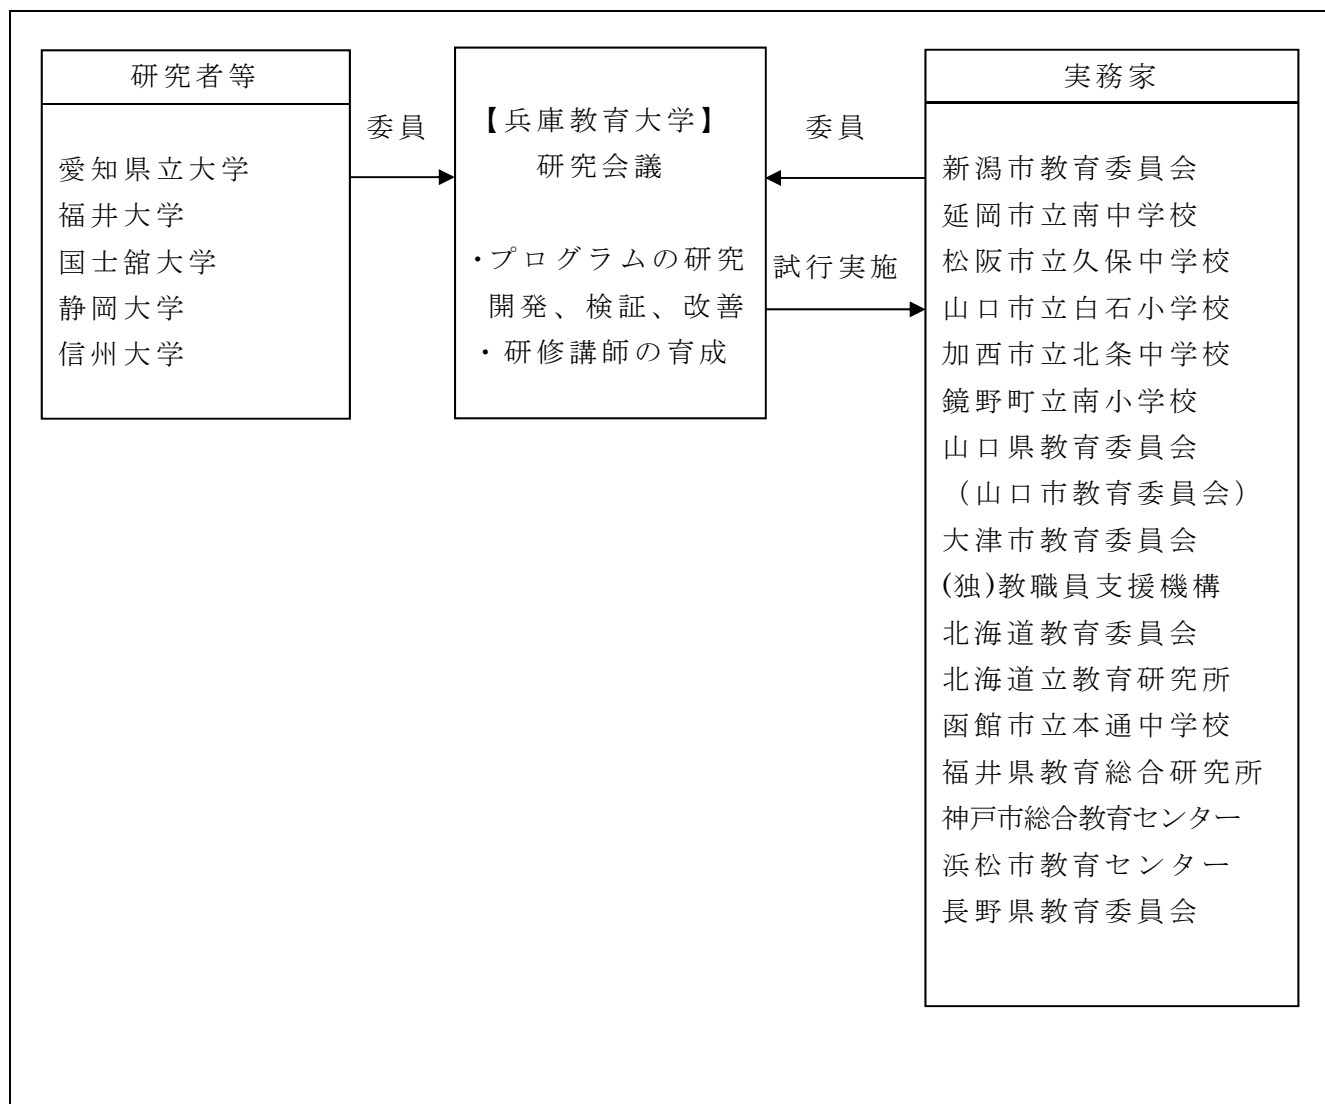 研究者等
愛知県立大学
福井大学
国士舘大学
静岡大学
信州大学
委員
【兵庫教育大学】
研究会議
・プログラムの研究
開発、検証、改善
・研修講師の育成
委員
試行実施
実務家
新潟市教育委員会
延岡市立南中学校
松阪市立久保中学校
山口市立白石小学校
加西市立北条中学校
鏡野町立南小学校
山口県教育委員会
（山口市教育委員会）
大津市教育委員会
(独)教職員支援機構
北海道教育委員会
北海道立教育研究所
函館市立本通中学校
福井県教育総合研究所
神戸市総合教育センター
浜松市教育センター
長野県教育委員会